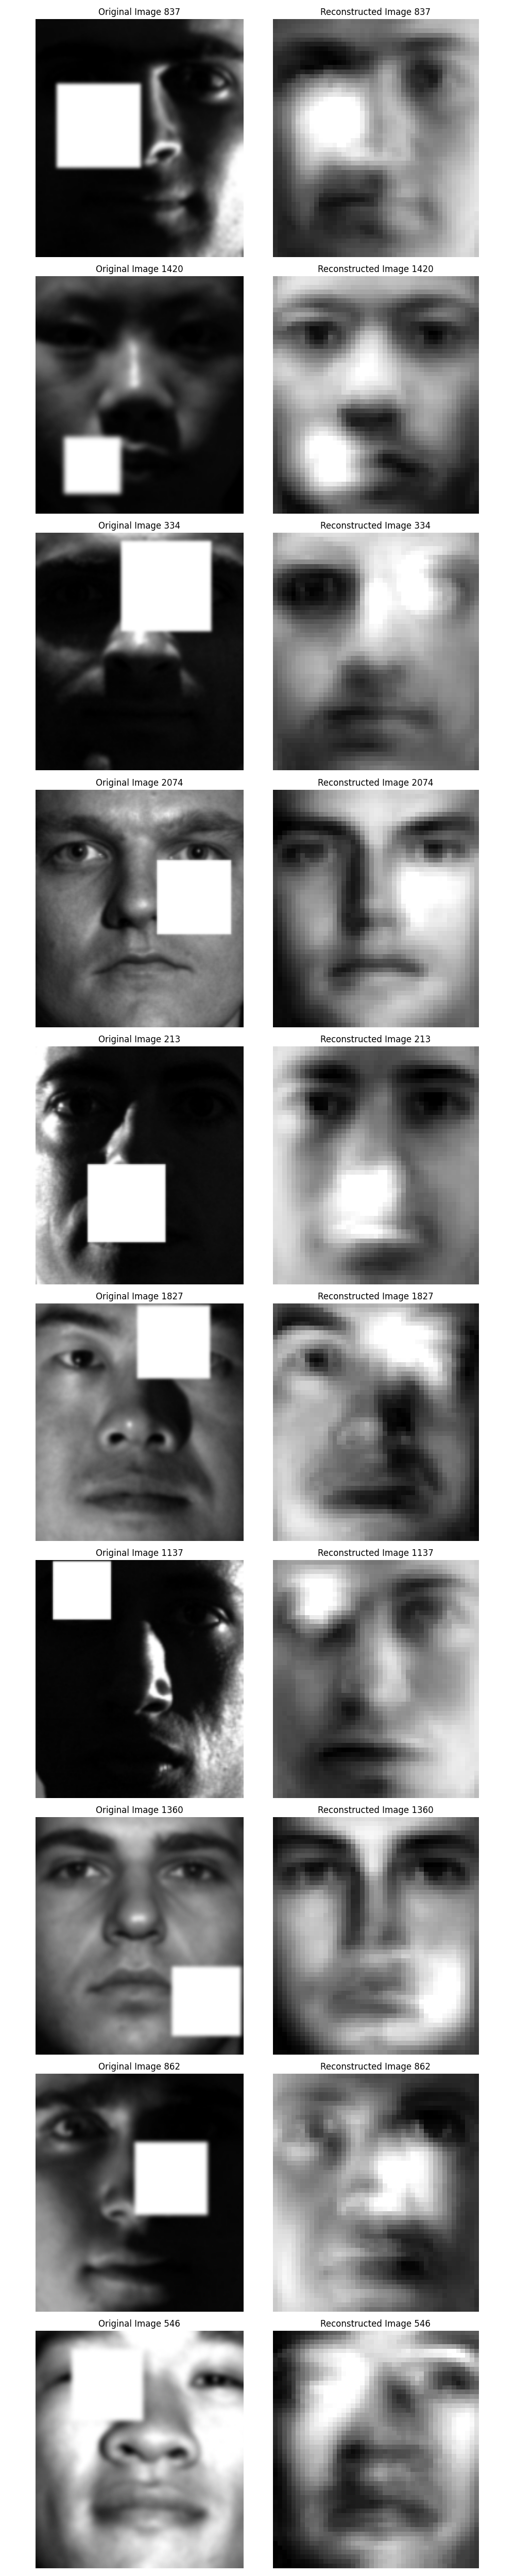 Original Image 837
Reconstructed Image 837
Original Image 1420
Reconstructed Image 1420
Original Image 334
Reconstructed Image 334
Original Image 2074
Reconstructed Image 2074
Original Image 213
Reconstructed Image 213
Original Image 1827
Reconstructed Image 1827
Original Image 1137
Reconstructed Image 1137
Original Image 1360
Reconstructed Image 1360
Original Image 862
Reconstructed Image 862
Original Image 546
Reconstructed Image 546